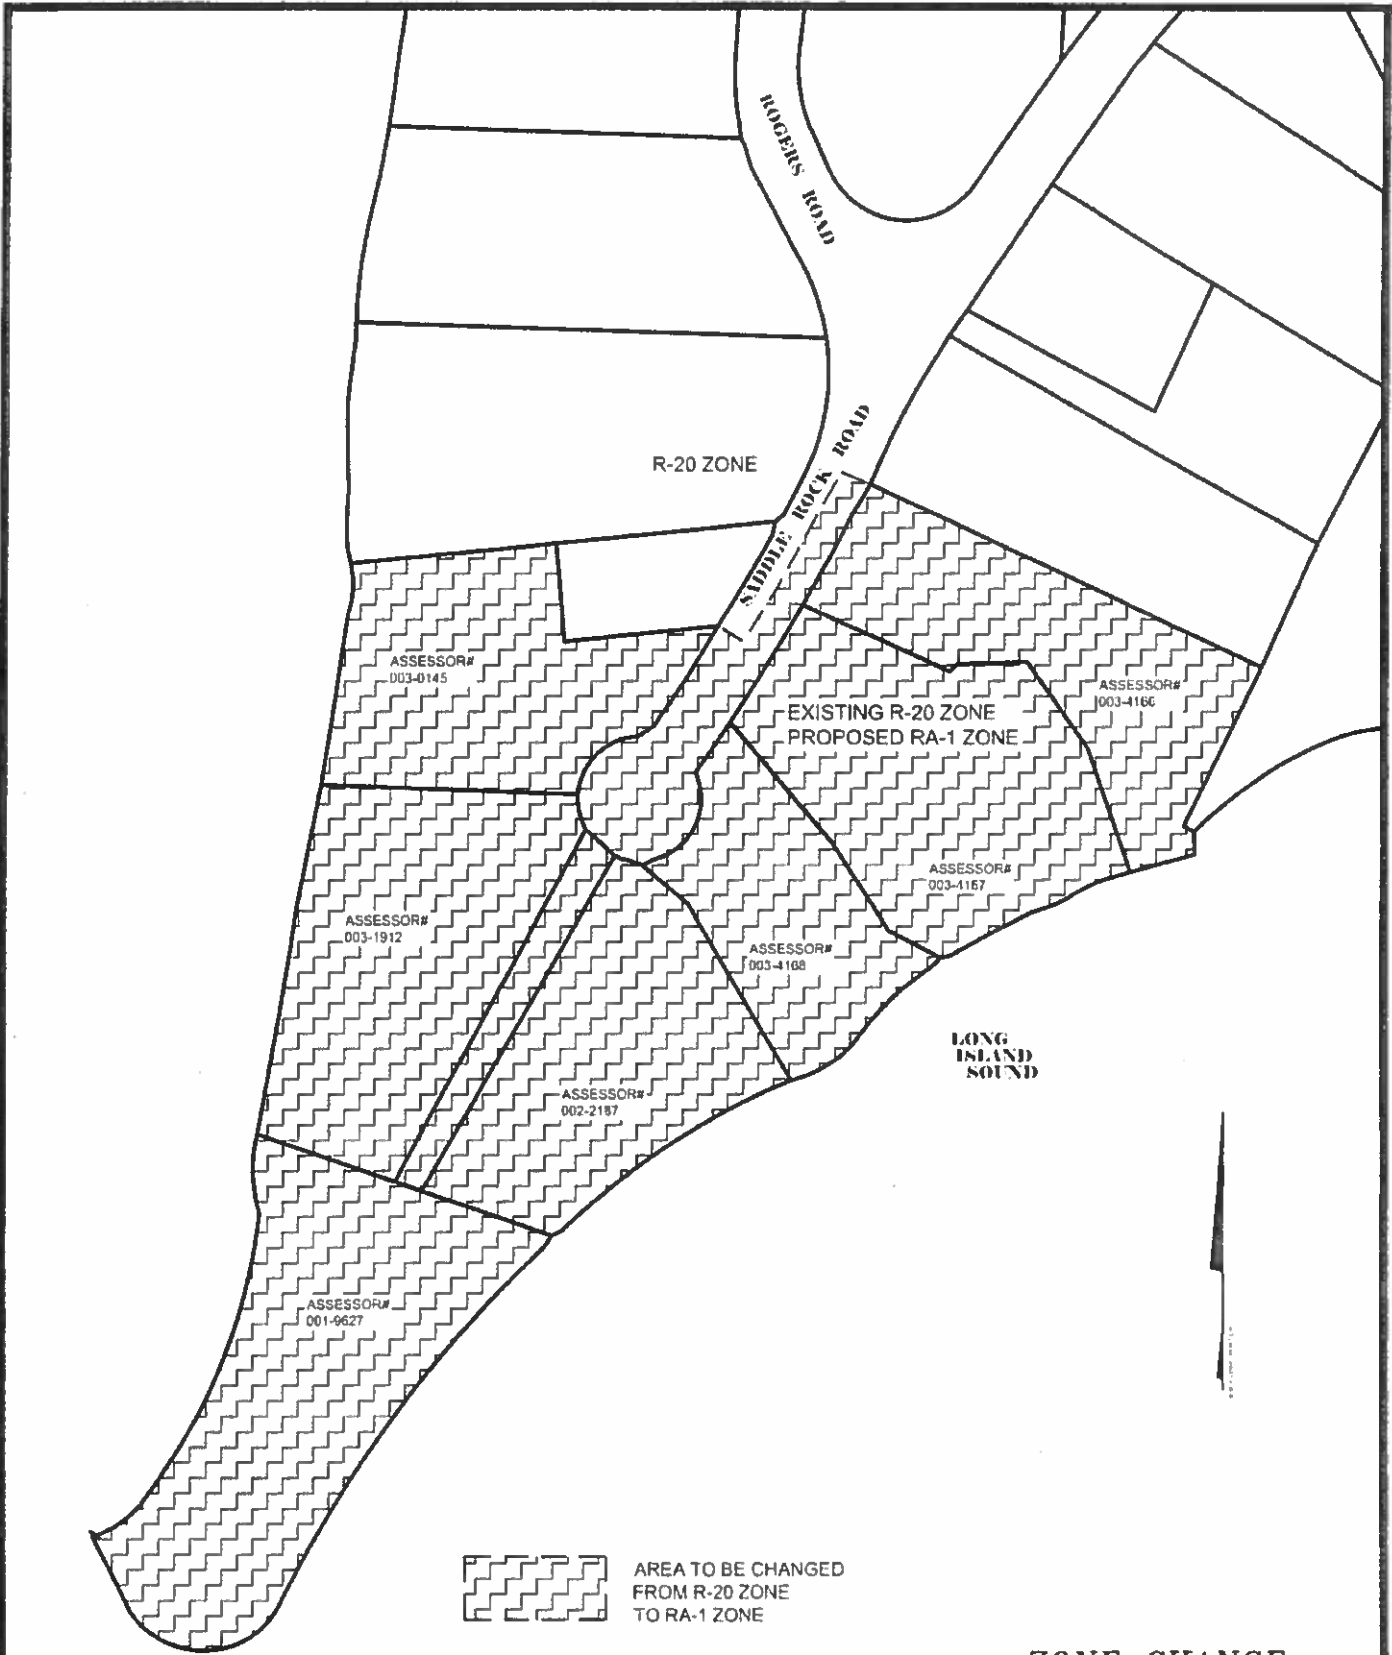 ROGERS ROAD
R-20 ZONE
SADDLE ROCK ROAD
ASSESSOR#
003-0145
ASSESSOR#
003-4166
EXISTING R-20 ZONE
PROPOSED RA-1 ZONE
ASSESSOR#
003-4167
ASSESSOR#
003-1912
ASSESSOR#
003-4168
LONG
ISLAND
SOUND
ASSESSOR#
002-2187
ASSESSOR#
001-9627
AREA TO BE CHANGED
FROM R-20 ZONE
TO RA-1 ZONE
ZONE CHANGE